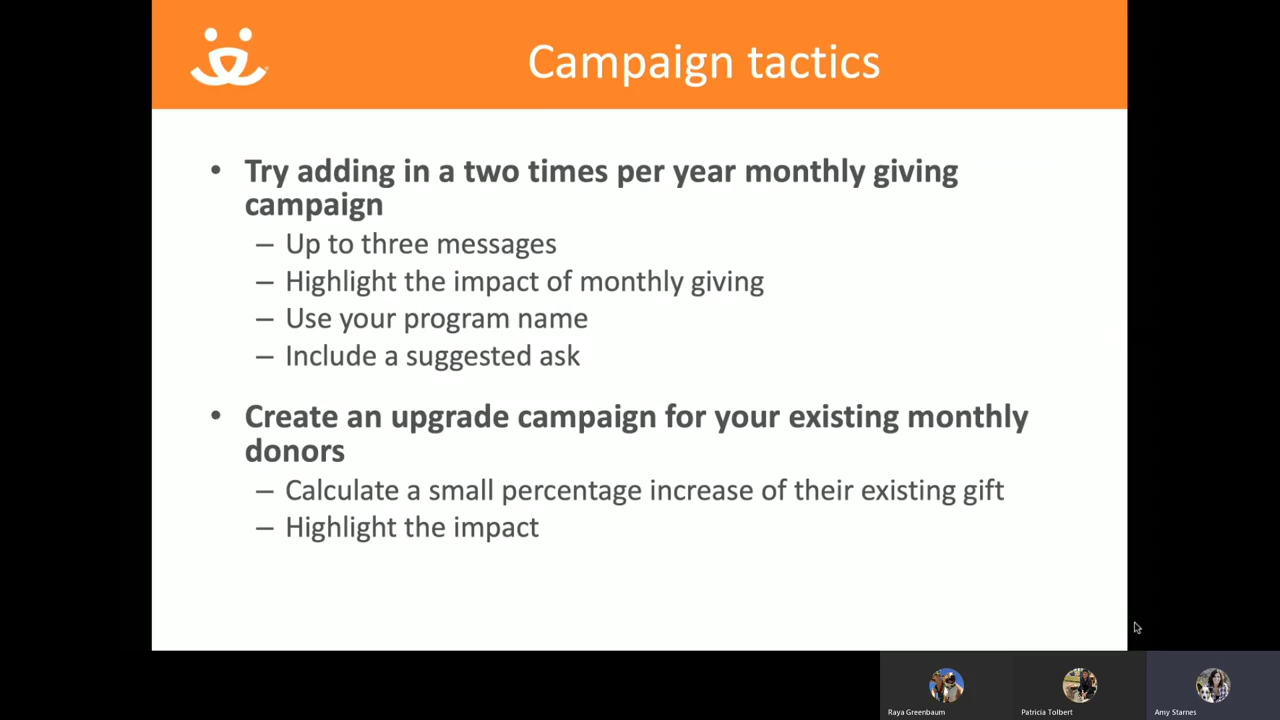 Campaign tactics
• Try adding in a two times per year monthly giving
campaign
– Up to three messages
– Highlight the impact of monthly giving
– Use your program name
– Include a suggested ask
• Create an upgrade campaign for your existing monthly
donors
– Calculate a small percentage increase of their existing gift
– Highlight the impact
Raya Greenbaum
Patricia Tolbert
Amy Starnes